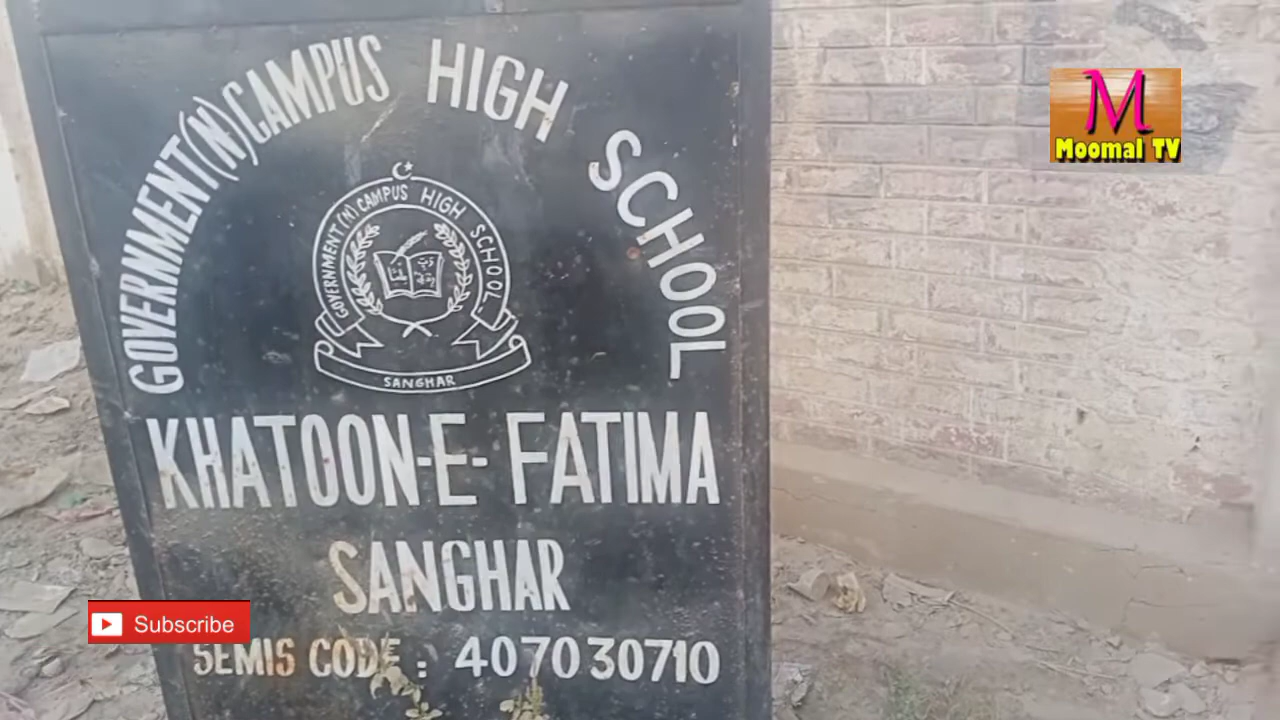 GOVERNMENT(N)CAMPUS HIGH SCHOOL
GOVERNMENT(N)CAMPUS HIGH SCHOOL
SANGHAR
KHATOON-E-FATIMA
SANGHAR
SEMIS CODE: 407030710
M
Moomal TV
Subscribe